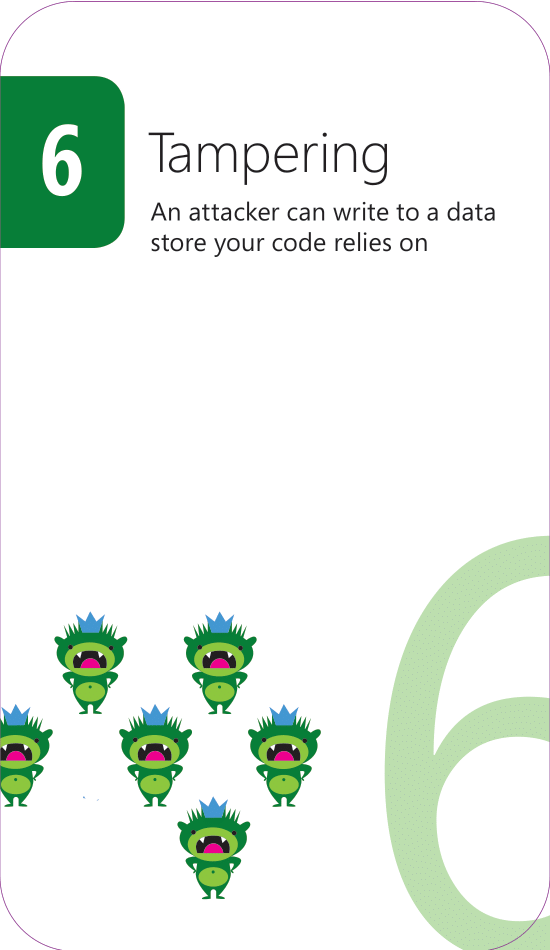 6
Tampering
An attacker can write to a data
store your code relies on
6